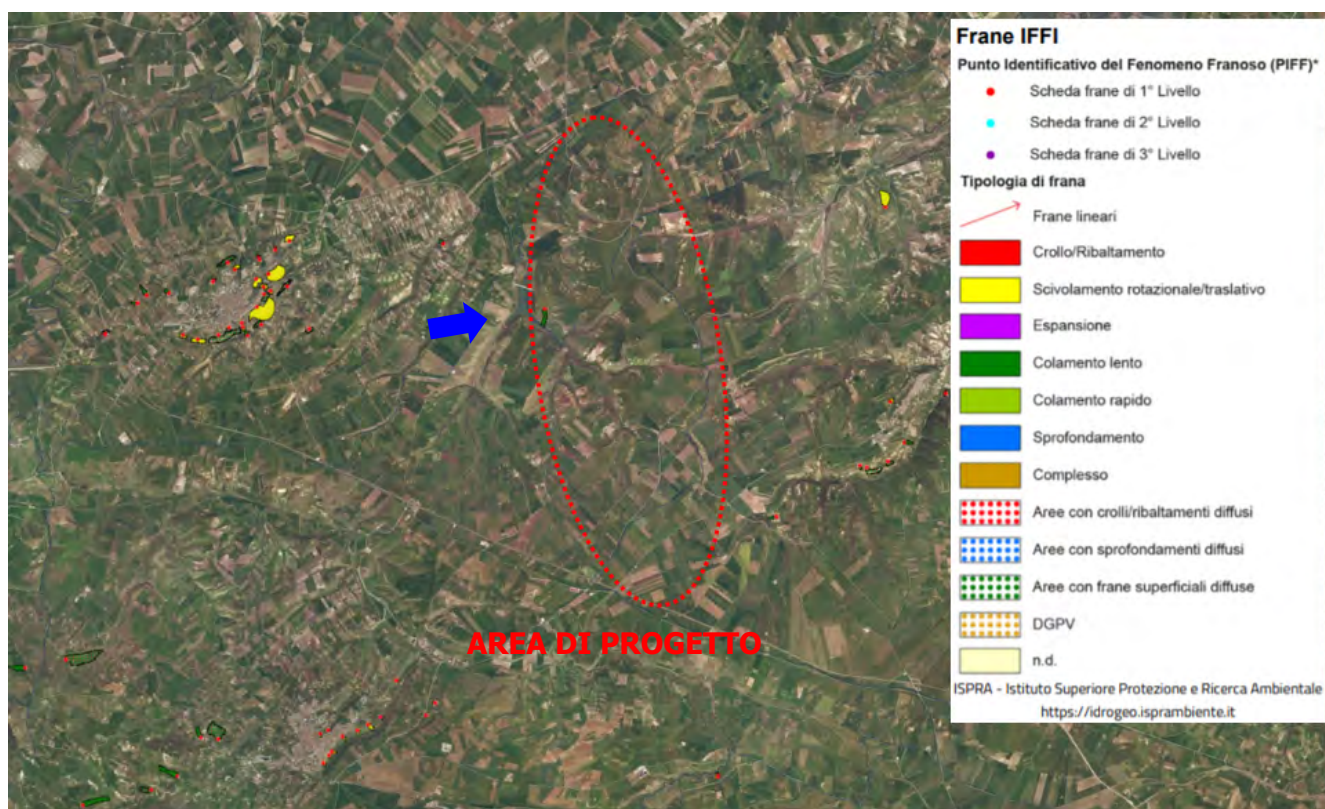 Frane IFFI
Punto Identificativo del Fenomeno Franoso (PIFF)*
Scheda frane di 1° Livello
Scheda frane di 2° Livello
Scheda frane di 3° Livello
Tipologia di frana
Frane lineari
Crollo/Ribaltamento
Scivolamento rotazionale/traslativo
Espansione
Colamento lento
Colamento rapido
Sprofondamento
Complesso
Aree con crolli/ribaltamenti diffusi
Aree con sprofondamenti diffusi
Aree con frane superficiali diffuse
DGPV
n.d.
ISPRA - Istituto Superiore Protezione e Ricerca Ambientale
https://idrogeo.isprambiente.it
AREA DI PROGETTO